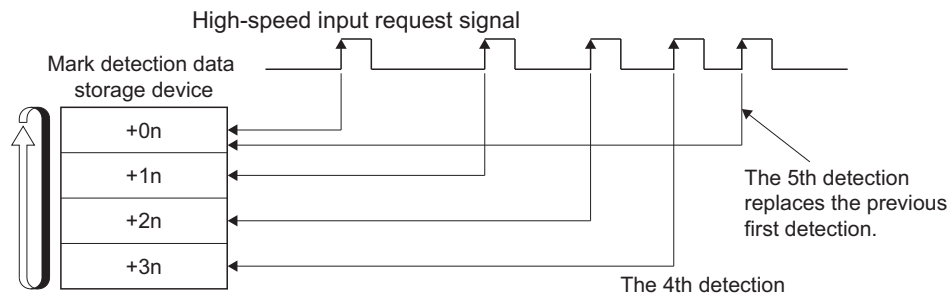 High-speed input request signal
Mark detection data
storage device
+0n
+1n
+2n
+3n
The 5th detection
replaces the previous
first detection.
The 4th detection